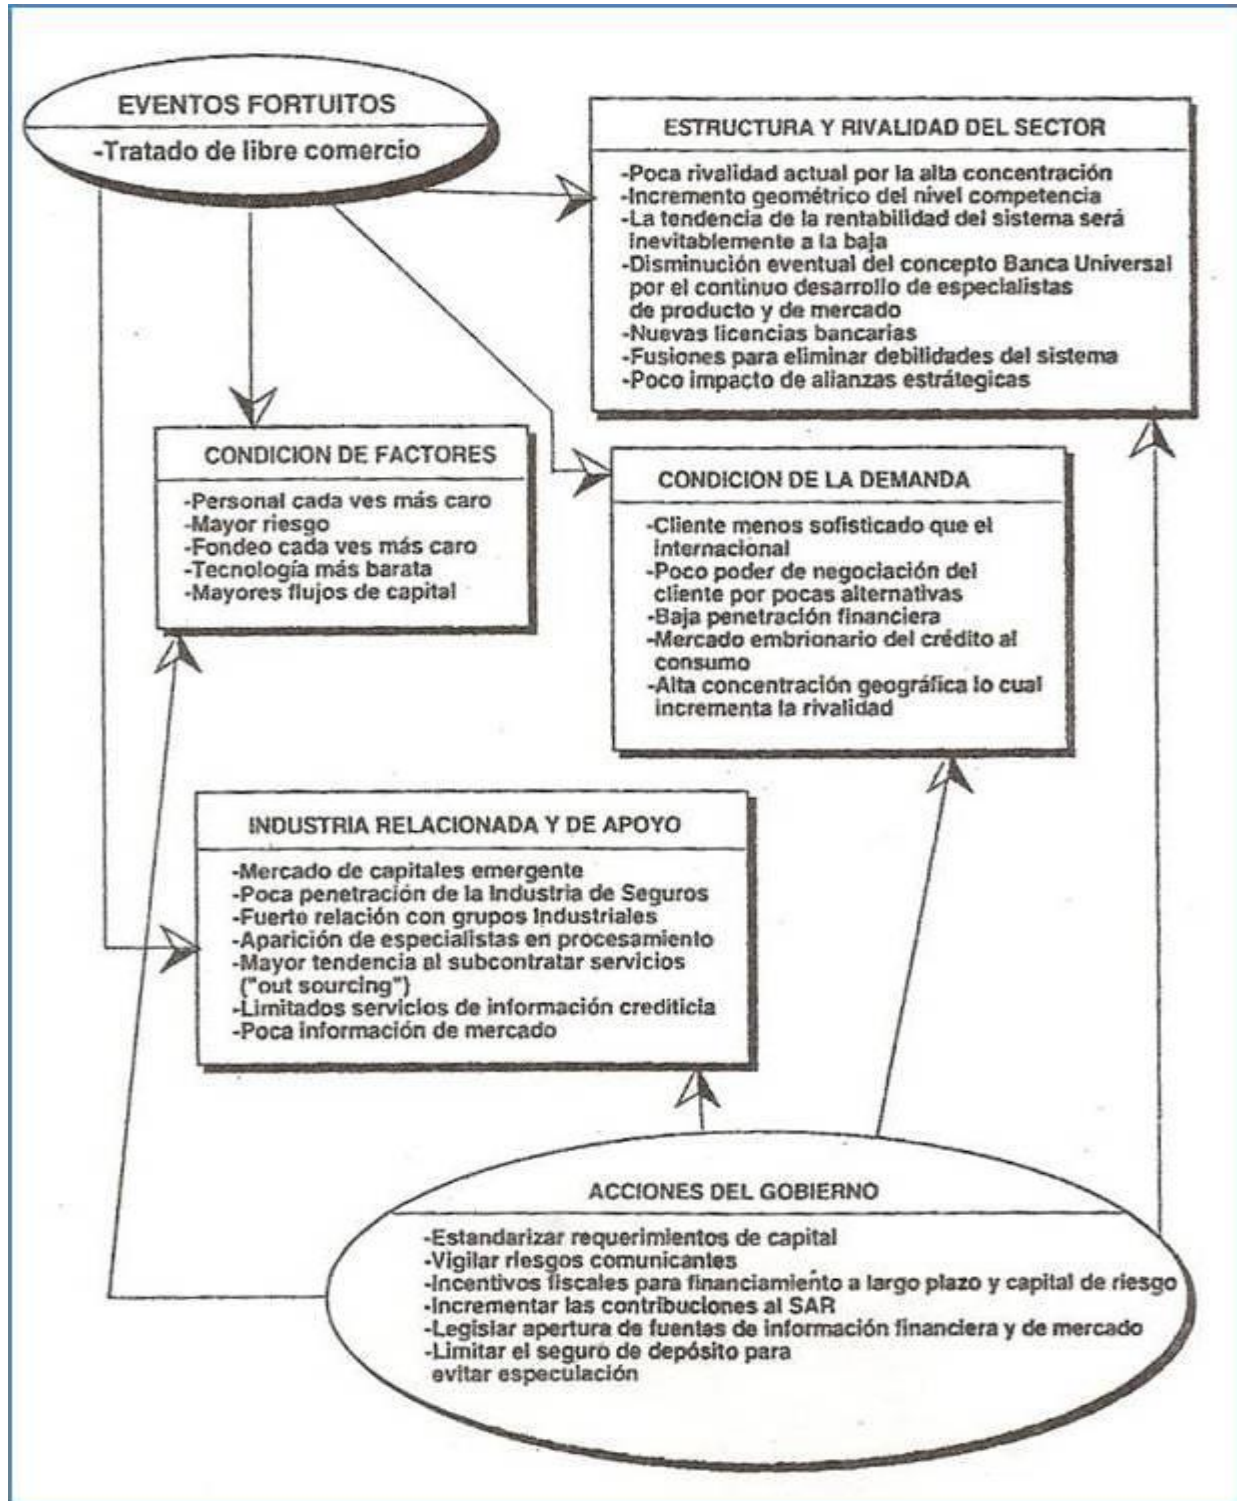 EVENTOS FORTUITOS
-Tratado de libre comercio
ESTRUCTURA Y RIVALIDAD DEL SECTOR
-Poca rivalidad actual por la alta concentración
-Incremento geométrico del nivel competencia
-La tendencia de la rentabilidad del sistema será
inevitablemente a la baja
-Disminución eventual del concepto Banca Universal
por el continuo desarrollo de especialistas
de producto y de mercado
-Nuevas licencias bancarias
-Fusiones para eliminar debilidades del sistema
-Poco impacto de alianzas estrátegicas
CONDICION DE FACTORES
-Personal cada ves más caro
-Mayor riesgo
-Fondeo cada ves más caro
-Tecnología más barata
-Mayores flujos de capital
CONDICION DE LA DEMANDA
-Cliente menos sofisticado que el
internacional
-Poco poder de negociación del
cliente por pocas alternativas
-Baja penetración financiera
-Mercado embrionario del crédito al
consumo
-Alta concentración geográfica lo cual
incrementa la rivalidad
INDUSTRIA RELACIONADA Y DE APOYO
-Mercado de capitales emergente
-Poca penetración de la Industria de Seguros
-Fuerte relación con grupos Industriales
-Aparición de especialistas en procesamiento
-Mayor tendencia al subcontratar servicios
("out sourcing")
-Limitados servicios de información crediticia
-Poca información de mercado
ACCIONES DEL GOBIERNO
-Estandarizar requerimientos de capital
-Vigilar riesgos comunicantes
-Incentivos fiscales para financiamiento a largo plazo y capital de riesgo
-Incrementar las contribuciones al SAR
-Legislar apertura de fuentes de información financiera y de mercado
-Limitar el seguro de depósito para
evitar especulación